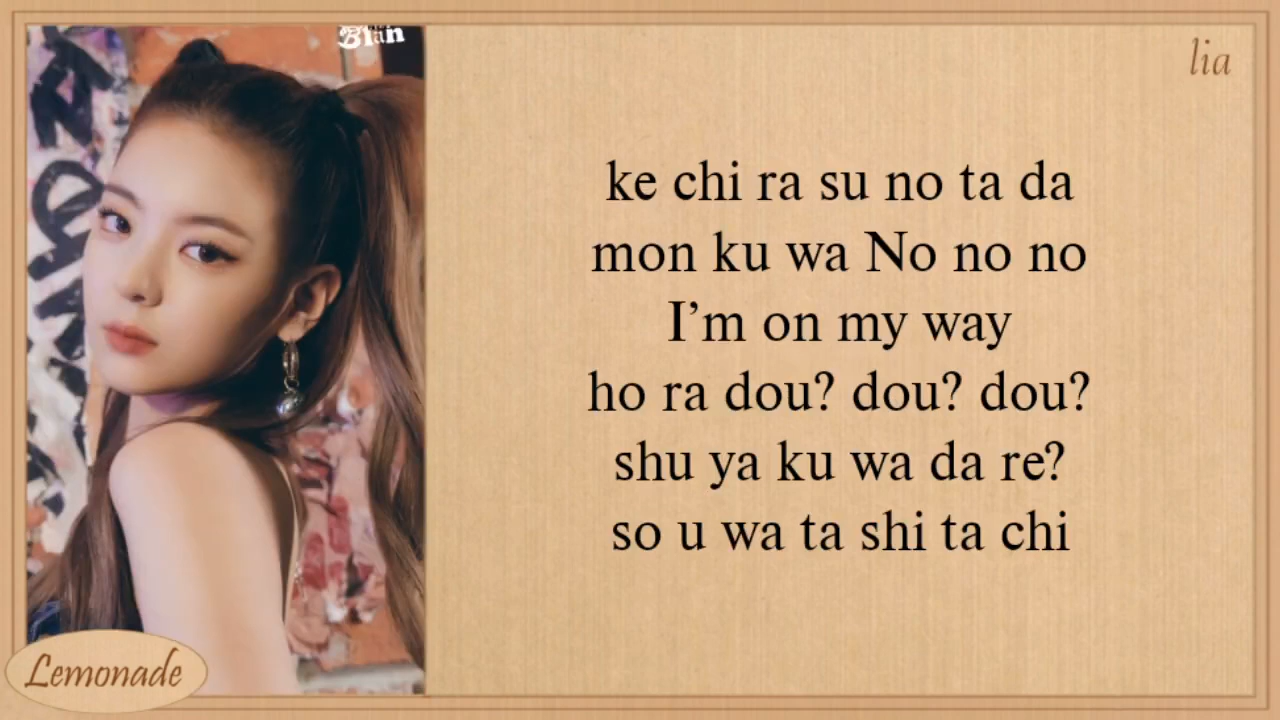 Blan
lia
ke chi ra su no ta da
mon ku wa No no no
I'm on my way
ho ra dou? dou? dou?
shu ya ku wa da re?
so u wa ta shi ta chi
Lemonade